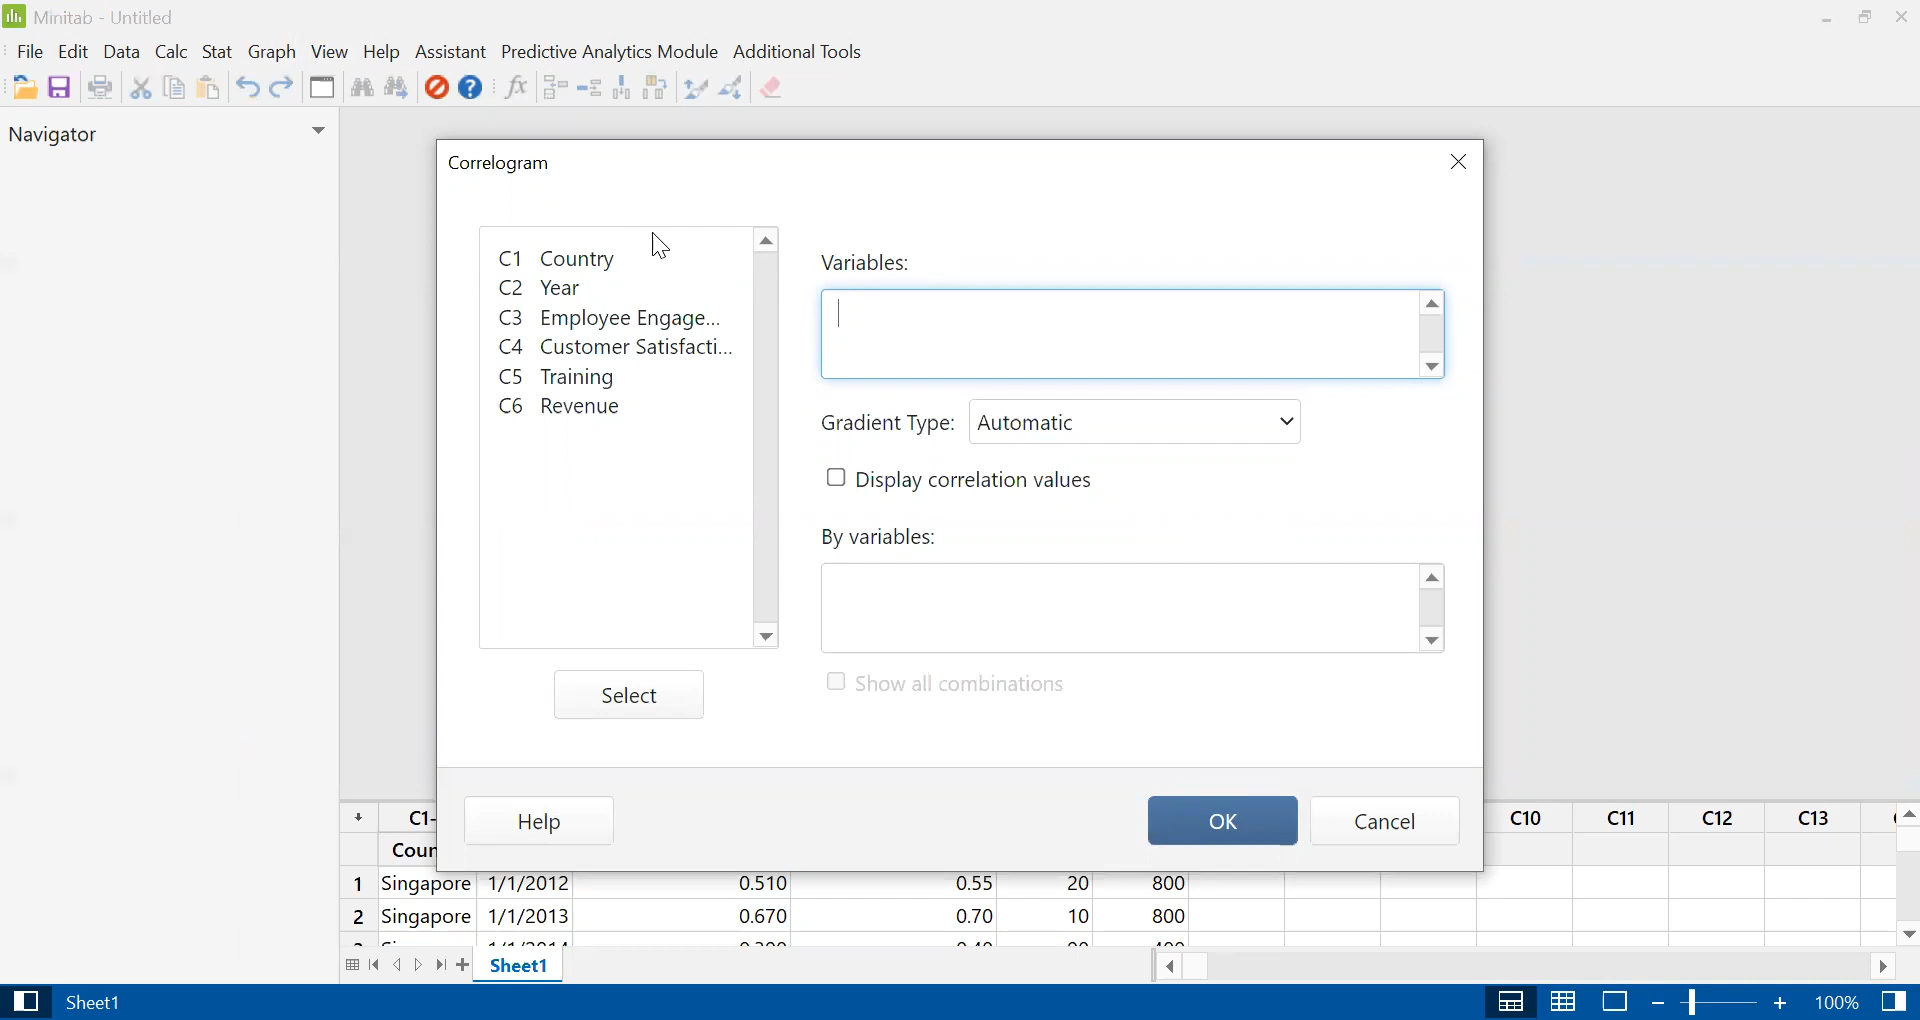 Minitab - Untitled
File Edit Data Calc Stat Graph View Help Assistant Predictive Analytics Module Additional Tools
Navigator
Correlogram
C1 Country
C2 Year
C3 Employee Engage...
C4 Customer Satisfacti...
C5 Training
C6 Revenue
Select
Variables:
Gradient Type: Automatic
Display correlation values
By variables:
Show all combinations
Help OK Cancel
C1- C10 C11 C12 C13
Coun
1 Singapore 1/1/2012 0.510 0.55 20 800
2 Singapore 1/1/2013 0.670 0.70 10 800
Sheet1
Sheet1 100%